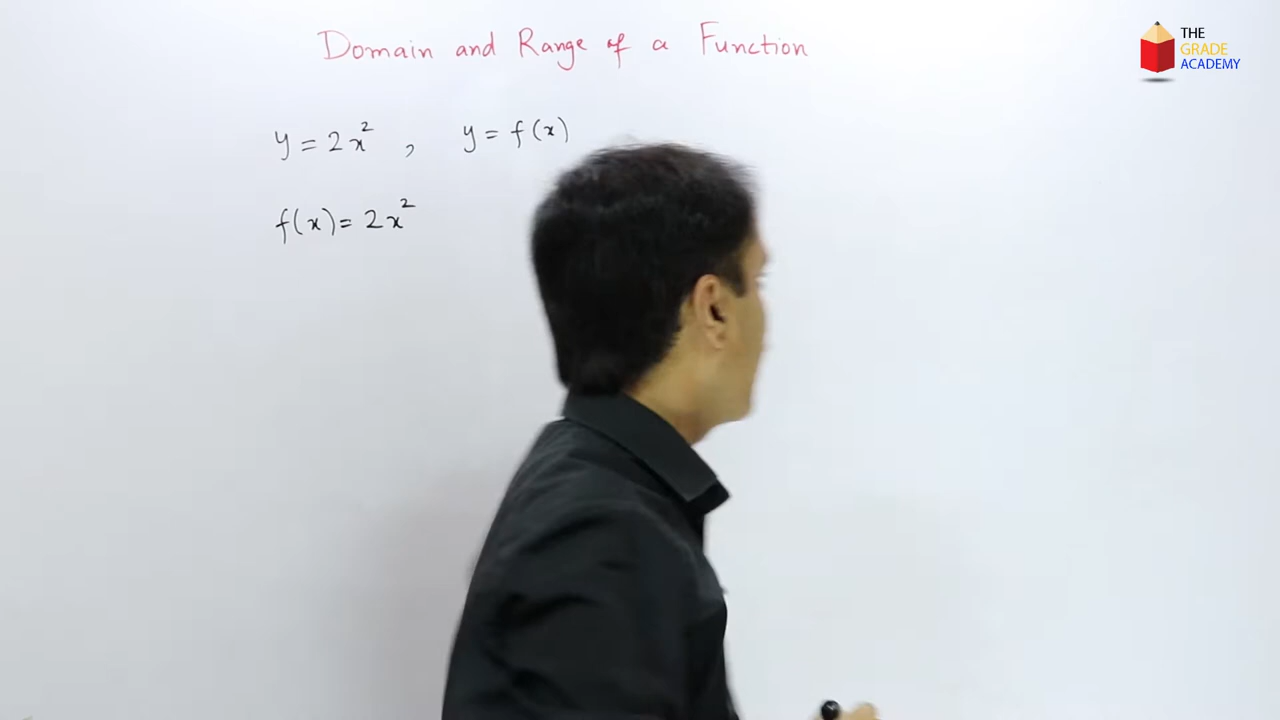 Domain and Range of a Function
THE
GRADE
ACADEMY
y = 2x² , y = f(x)
f(x) = 2x²